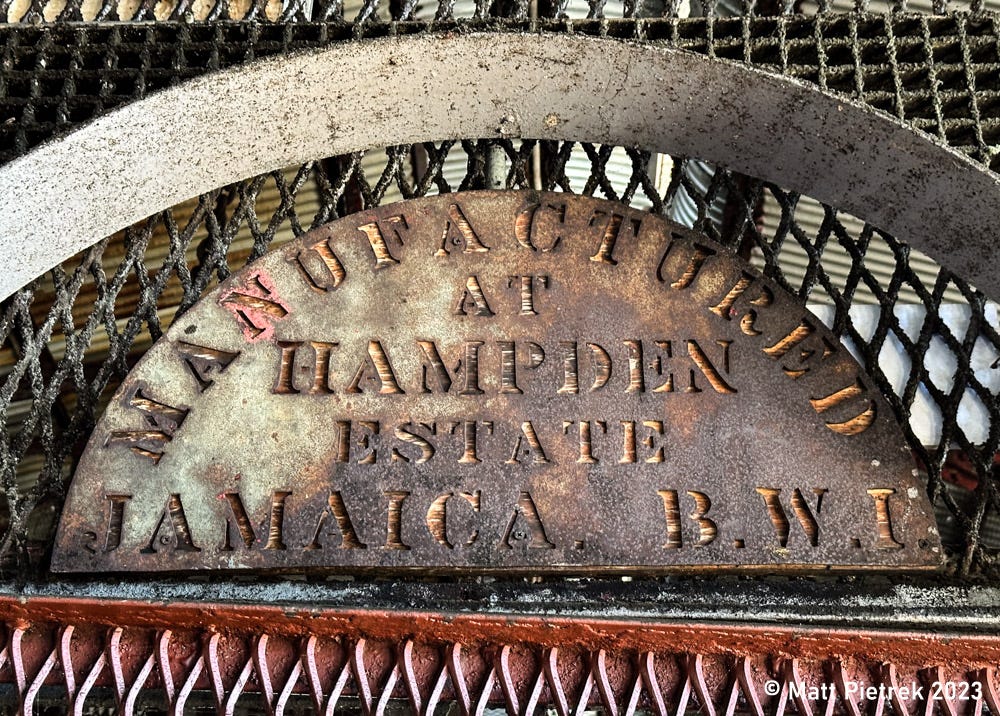 MANUFACTURED
AT
HAMPDEN
ESTATE
JAMAICA. B.W.I.
© Matt Pietrek 2023